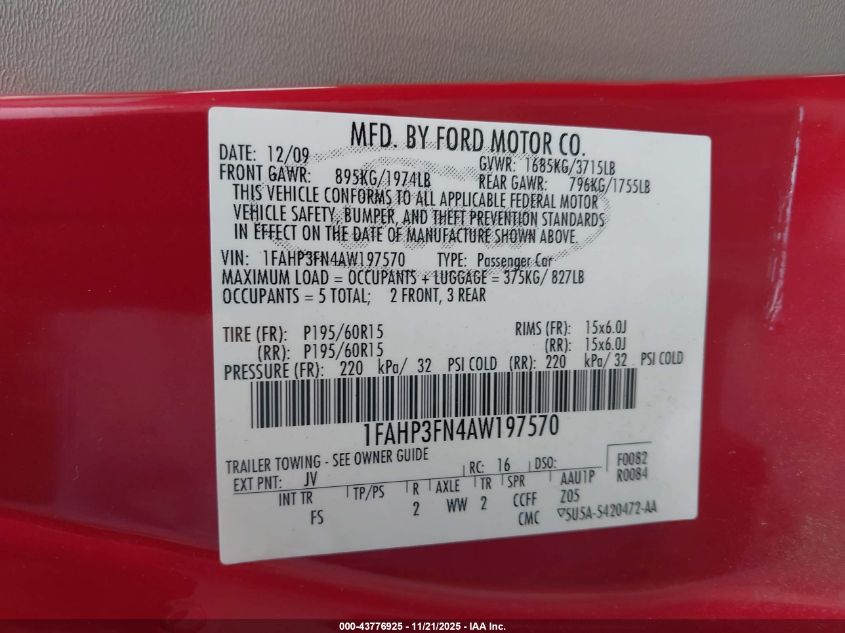 MFD. BY FORD MOTOR CO.
DATE: 12/09 GVWR: 1685KG/3715LB
FRONT GAWR: 895KG/1974LB REAR GAWR: 796KG/1755LB
THIS VEHICLE CONFORMS TO ALL APPLICABLE FEDERAL MOTOR
VEHICLE SAFETY, BUMPER, AND THEFT PREVENTION STANDARDS
IN EFFECT ON THE DATE OF MANUFACTURE SHOWN ABOVE.
VIN: 1FAHP3FN4AW197570 TYPE: Passenger Car
MAXIMUM LOAD = OCCUPANTS + LUGGAGE = 375KG/ 827LB
OCCUPANTS = 5 TOTAL; 2 FRONT, 3 REAR
TIRE (FR): P195/60R15 RIMS (FR): 15x6.0J
(RR): P195/60R15 (RR): 15x6.0J
PRESSURE (FR): 220 kPa/ 32 PSI COLD (RR): 220 kPa/ 32 PSI COLD
1FAHP3FN4AW197570
TRAILER TOWING - SEE OWNER GUIDE
EXT PNT: JV RC: 16 DSO: F0082
INT TR TP/PS R AXLE TR SPR AAU1P R0084
FS 2 WW 2 CCFF Z05
CMC ▽5U5A-5420472-AA
000-43776925 - 11/21/2025 - IAA Inc.